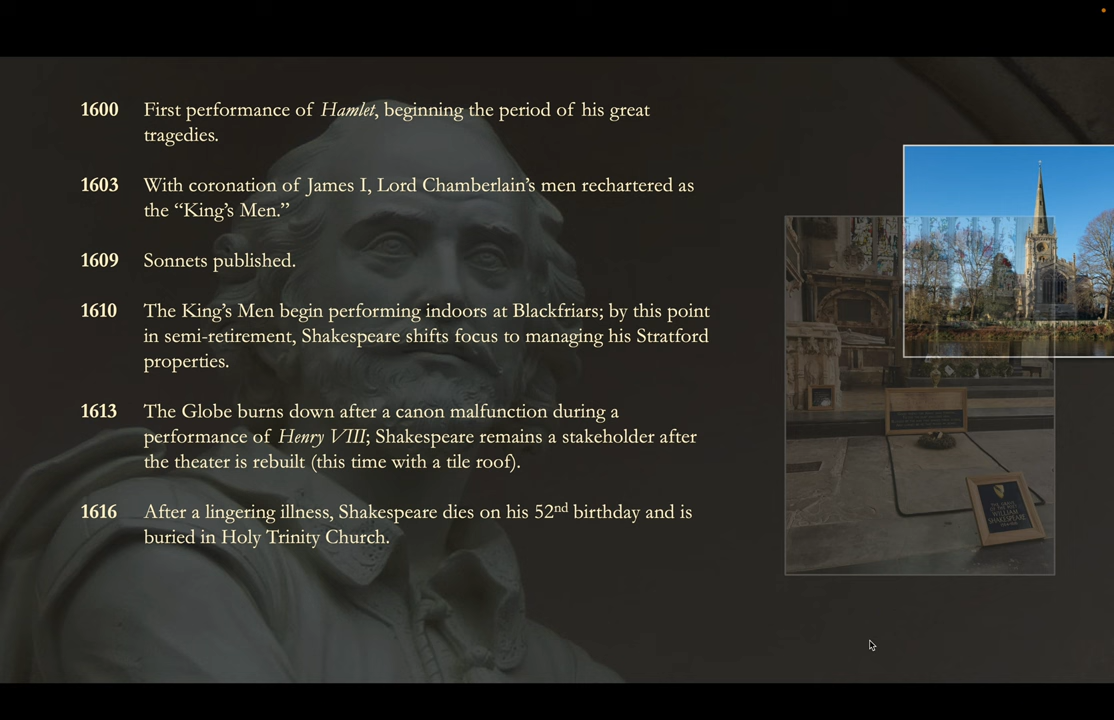 1600 First performance of Hamlet, beginning the period of his great
tragedies.
1603 With coronation of James I, Lord Chamberlain’s men rechartered as
the “King’s Men.”
1609 Sonnets published.
1610 The King’s Men begin performing indoors at Blackfriars; by this point
in semi-retirement, Shakespeare shifts focus to managing his Stratford
properties.
1613 The Globe burns down after a canon malfunction during a
performance of Henry VIII; Shakespeare remains a stakeholder after
the theater is rebuilt (this time with a tile roof).
1616 After a lingering illness, Shakespeare dies on his 52nd birthday and is
buried in Holy Trinity Church.
WILLIAM
SHAKESPEARE